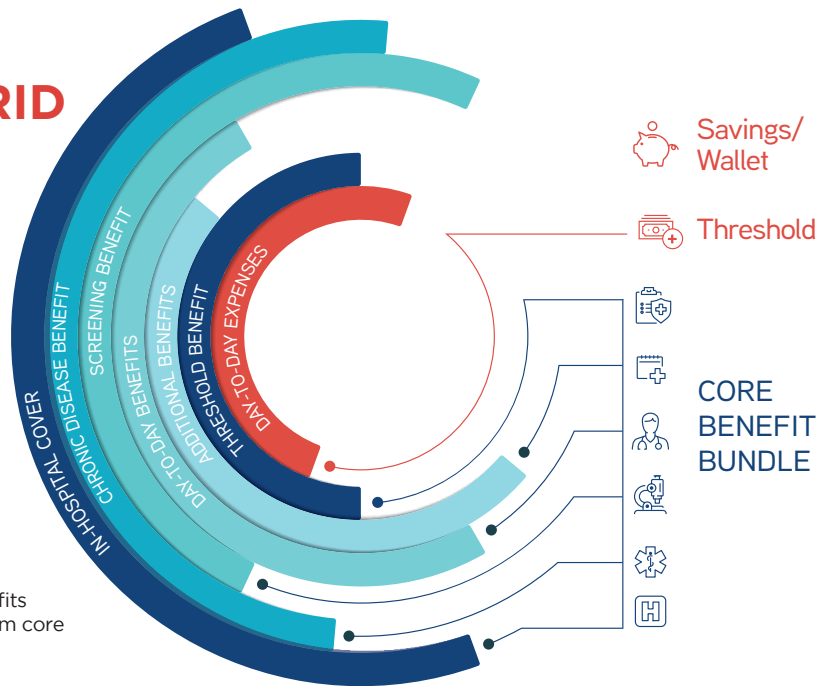 RID
Savings/
Wallet
Threshold
CORE
BENEFIT
BUNDLE
IN-HOSPITAL COVER
CHRONIC DISEASE BENEFIT
SCREENING BENEFIT
DAY-TO-DAY BENEFITS
ADDITIONAL BENEFITS
THRESHOLD BENEFIT
DAY-TO-DAY EXPENSES
H
fits
m core